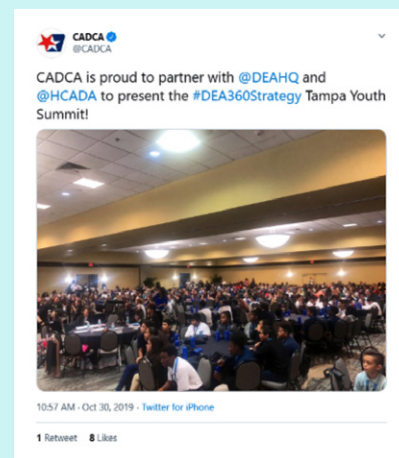 CADCA
@CADCA
CADCA is proud to partner with @DEAHQ and
@HCADA to present the #DEA360Strategy Tampa Youth
Summit!
10:57 AM · Oct 30, 2019 · Twitter for iPhone
1 Retweet 8 Likes